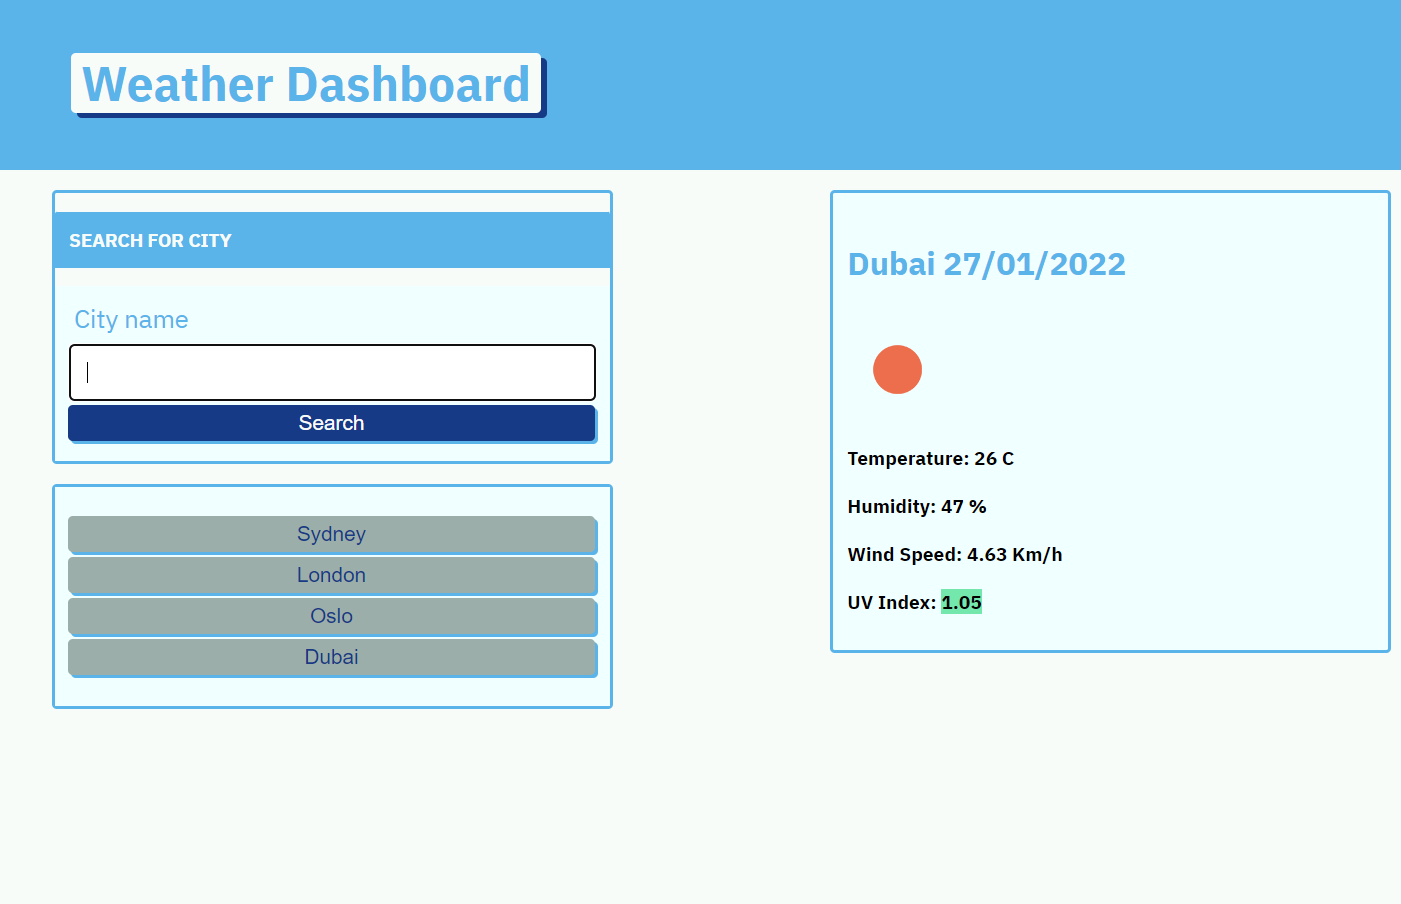 Weather Dashboard
SEARCH FOR CITY
City name
Search
Sydney
London
Oslo
Dubai
Dubai 27/01/2022
Temperature: 26 C
Humidity: 47 %
Wind Speed: 4.63 Km/h
UV Index: 1.05